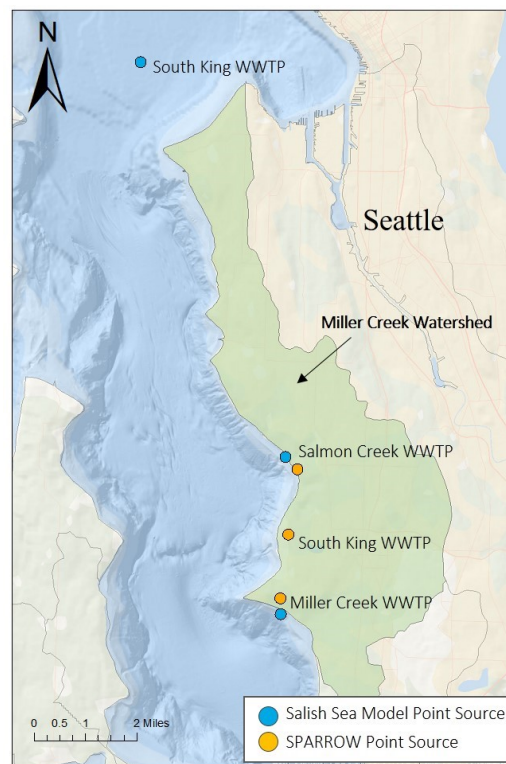 N
South King WWTP
Seattle
Miller Creek Watershed
Salmon Creek WWTP
South King WWTP
Miller Creek WWTP
0 0.5 1 2 Miles
Salish Sea Model Point Source
SPARROW Point Source